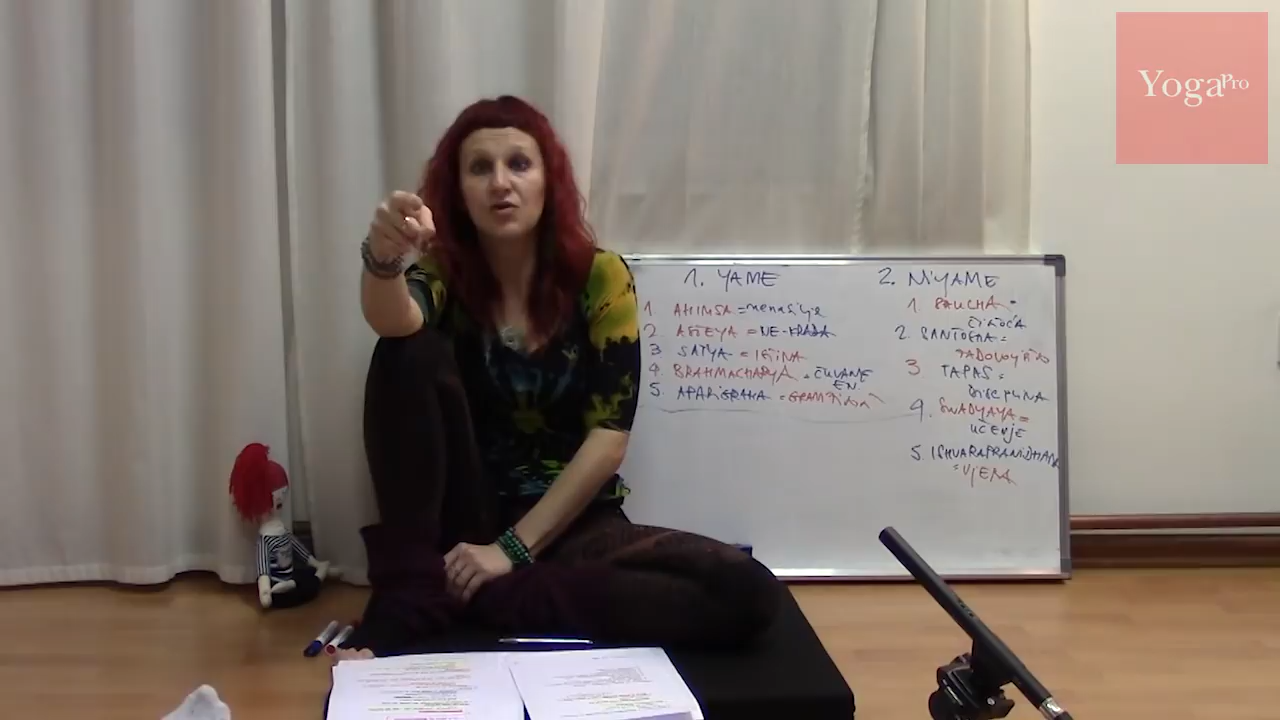 YogaPro
1. YAME
1. AHIMSA = nenasilje
2. ASTEYA = NE-KRAĐA
3. SATYA = ISTINA
4. BRAHMACHARYA = ČUVANJE
EN
5. APARIGRAHA =
2. NIYAME
1. SAUCHA =
ČISTOĆA
2. SANTOSHA =
ZADOVOLJSTVO
3. TAPAS =
DISCIPLINA
4. SWADYAYA =
UČENJE
5. ISHVARAPRANIDHANA
= VJERA